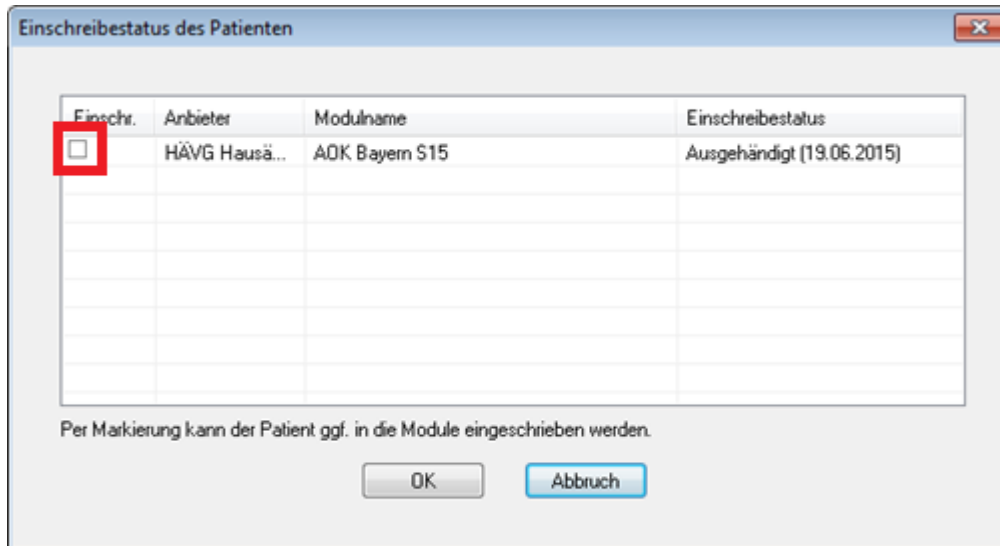 Einschreibestatus des Patienten
Einschr. Anbieter Modulname Einschreibestatus
HÄVG Hausä... AOK Bayern S15 Ausgehändigt (19.06.2015)
Per Markierung kann der Patient ggf. in die Module eingeschrieben werden.
OK Abbruch